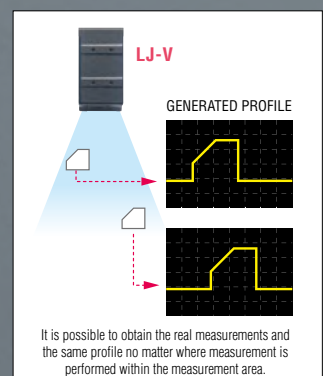 LJ-V
GENERATED PROFILE
It is possible to obtain the real measurements and
the same profile no matter where measurement is
performed within the measurement area.